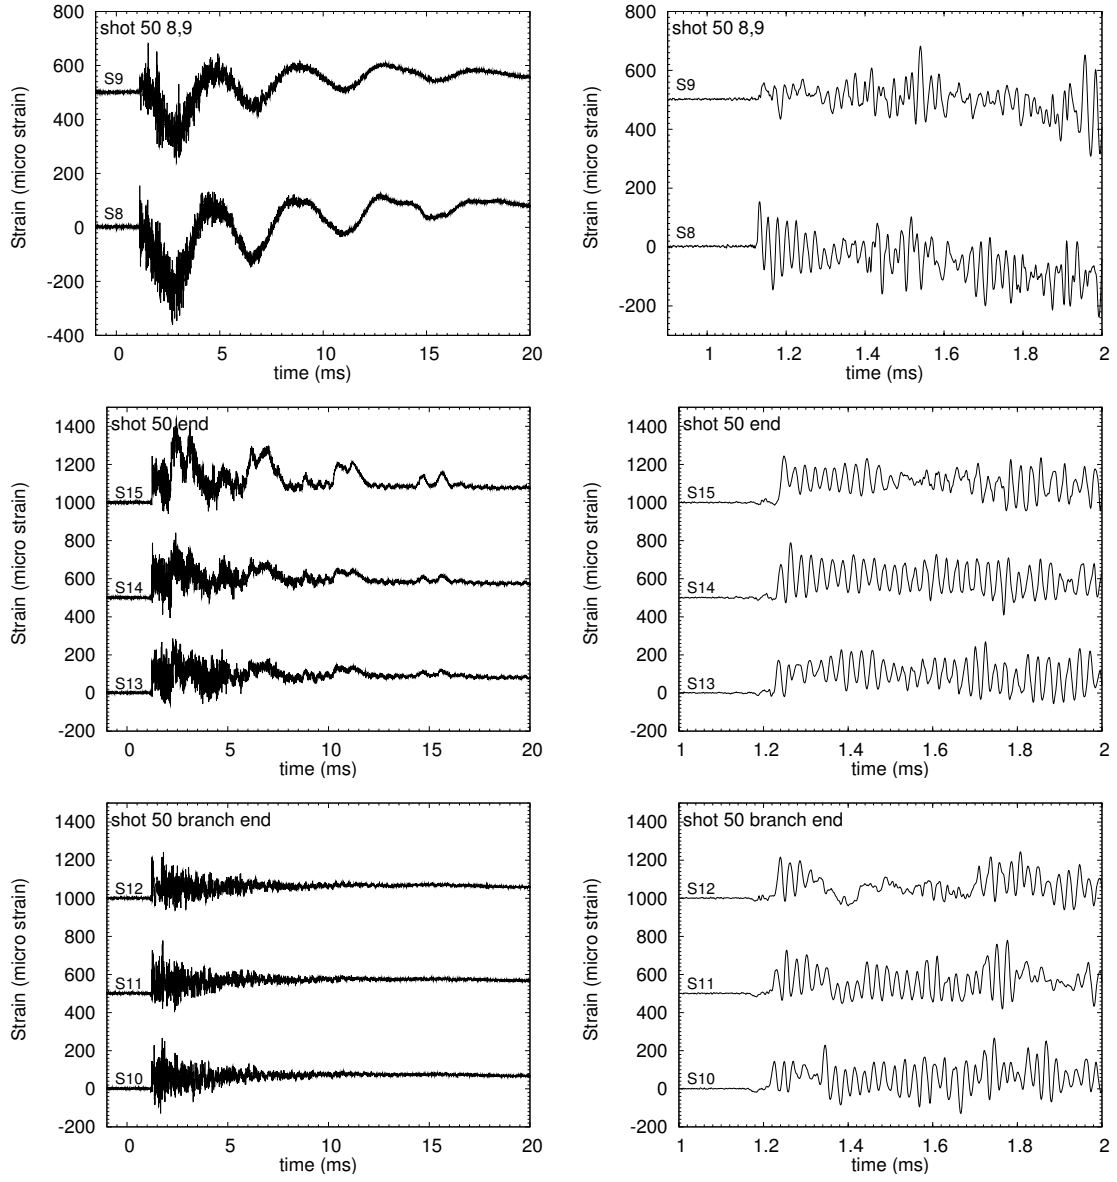 shot 50 8,9
Strain (micro strain)
800
600
400
200
0
-200
-400
S9
S8
0 5 10 15 20
time (ms)
shot 50 8,9
Strain (micro strain)
800
600
400
200
0
-200
S9
S8
1 1.2 1.4 1.6 1.8 2
time (ms)
shot 50 end
Strain (micro strain)
1400
1200
1000
800
600
400
200
0
-200
S15
S14
S13
0 5 10 15 20
time (ms)
shot 50 end
Strain (micro strain)
1400
1200
1000
800
600
400
200
0
-200
S15
S14
S13
1 1.2 1.4 1.6 1.8 2
time (ms)
shot 50 branch end
Strain (micro strain)
1400
1200
1000
800
600
400
200
0
-200
S12
S11
S10
0 5 10 15 20
time (ms)
shot 50 branch end
Strain (micro strain)
1400
1200
1000
800
600
400
200
0
-200
S12
S11
S10
1 1.2 1.4 1.6 1.8 2
time (ms)